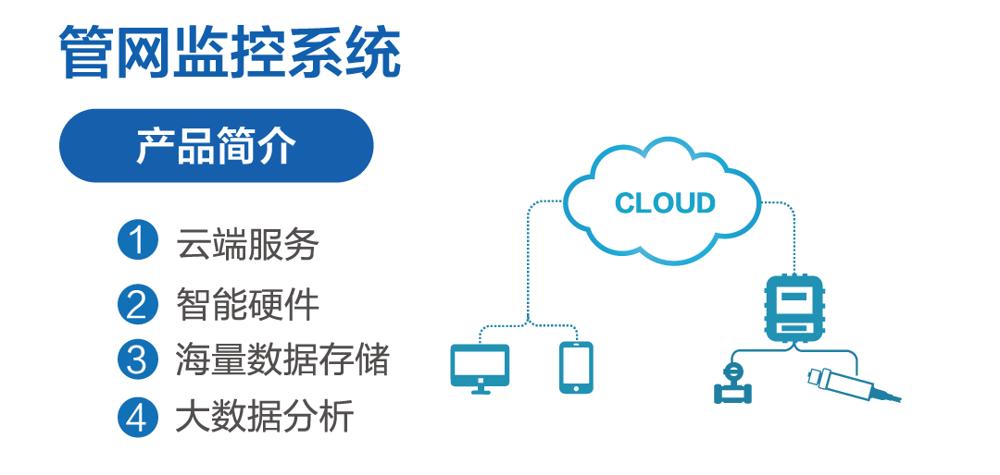 管网监控系统
产品简介
1 云端服务
2 智能硬件
3 海量数据存储
4 大数据分析
CLOUD